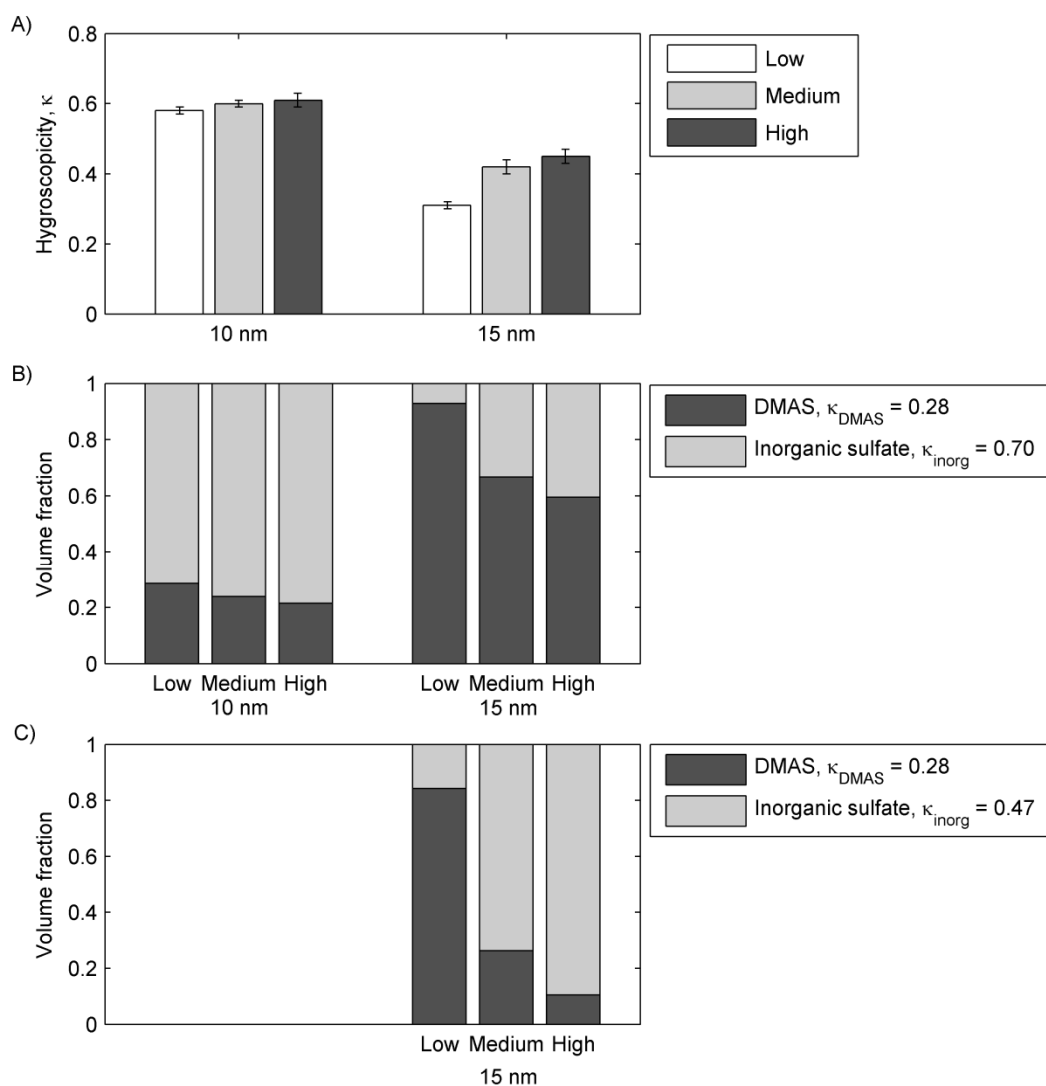 A)
0.8
0.6
0.4
0.2
0
Hygroscopicity, κ
10 nm
15 nm
Low
Medium
High
B)
1
0.8
0.6
0.4
0.2
0
Volume fraction
Low Medium High
10 nm
Low Medium High
15 nm
DMAS, κDMAS = 0.28
Inorganic sulfate, κinorg = 0.70
C)
1
0.8
0.6
0.4
0.2
0
Volume fraction
Low Medium High
15 nm
DMAS, κDMAS = 0.28
Inorganic sulfate, κinorg = 0.47